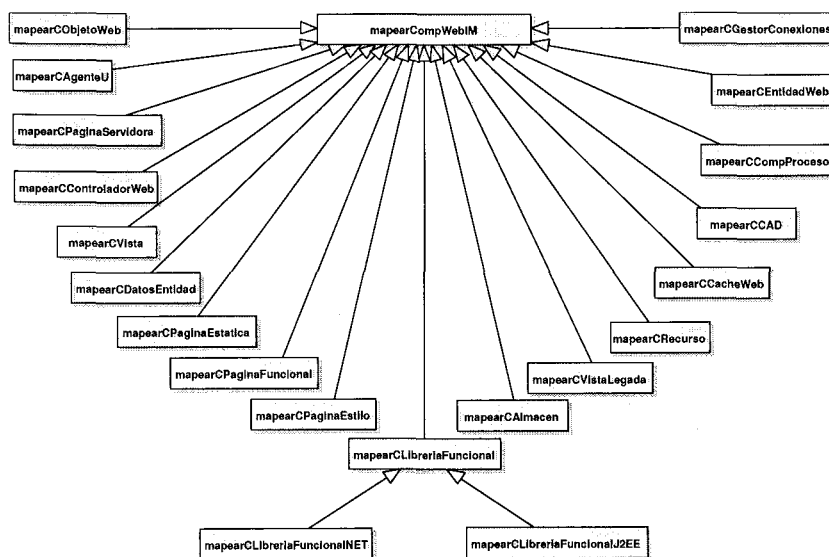 mapearCObjetoWeb
mapearCompWebIM
mapearCGestorConexiones
mapearCAgenteU
mapearCEntidadWeb
mapearCPaginaServidora
mapearCCompProceso
mapearCControladorWeb
mapearCCAD
mapearCVista
mapearCCacheWeb
mapearCDatosEntidad
mapearCPaginaEstatica
mapearCRecurso
mapearCPaginaFuncional
mapearCVistaLegada
mapearCPaginaEstilo
mapearCAlmacen
mapearCLibreriaFuncional
mapearCLibreriaFuncionalNET
mapearCLibreriaFuncionalJ2EE